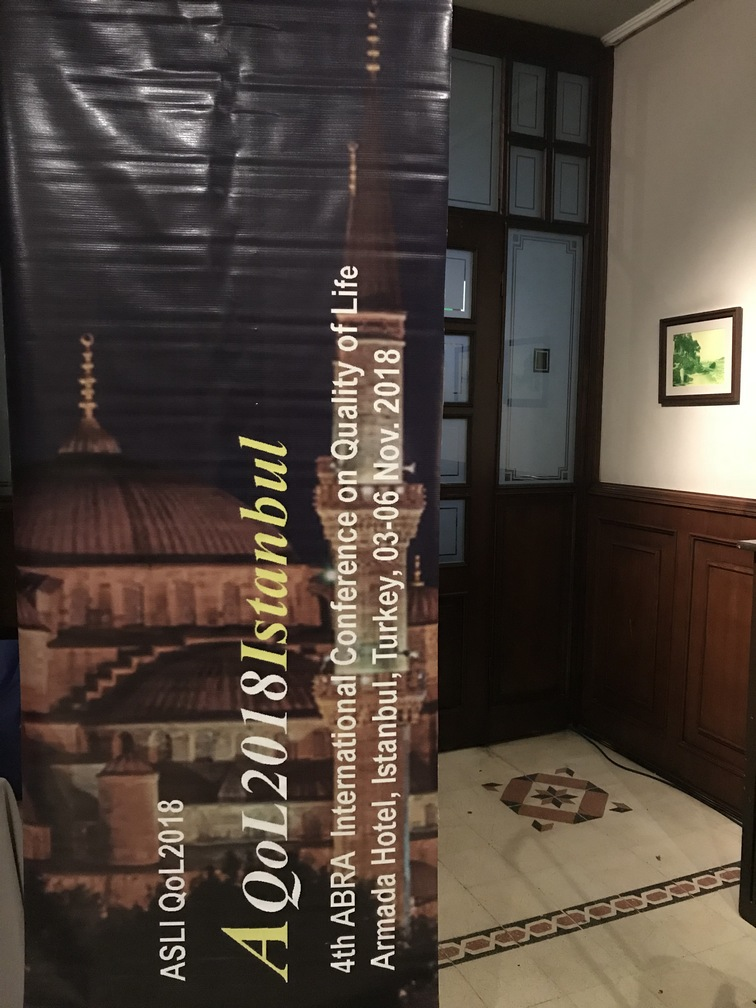 ASLI QoL2018
AQoL2018Istanbul
4th ABRA International Conference on Quality of Life
Armada Hotel, Istanbul, Turkey, 03-06 Nov. 2018